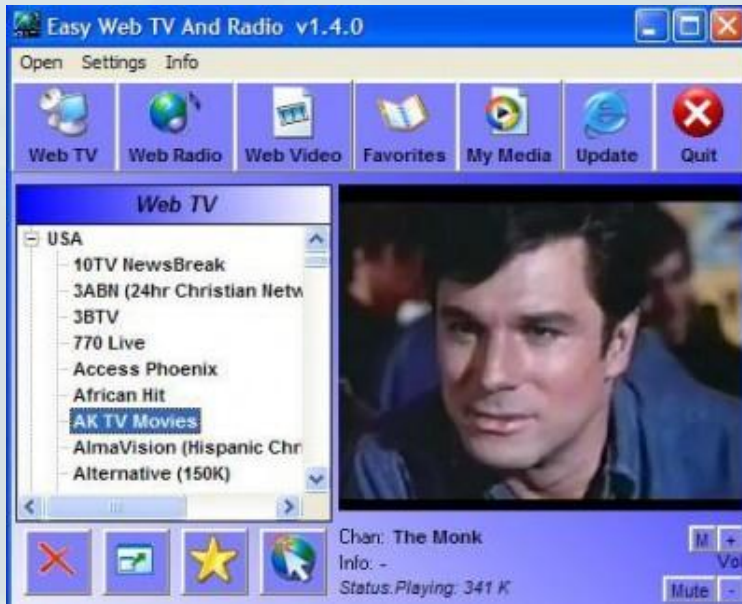 Easy Web TV And Radio v1.4.0
Open Settings Info
Web TV Web Radio Web Video Favorites My Media Update Quit
Web TV
USA
10TV NewsBreak
3ABN (24hr Christian Netw
3BTV
770 Live
Access Phoenix
African Hit
AK TV Movies
AlmaVision (Hispanic Chr
Alternative (150K)
Chan: The Monk
M +
Info: -
Vol
Status:Playing: 341 K
Mute -